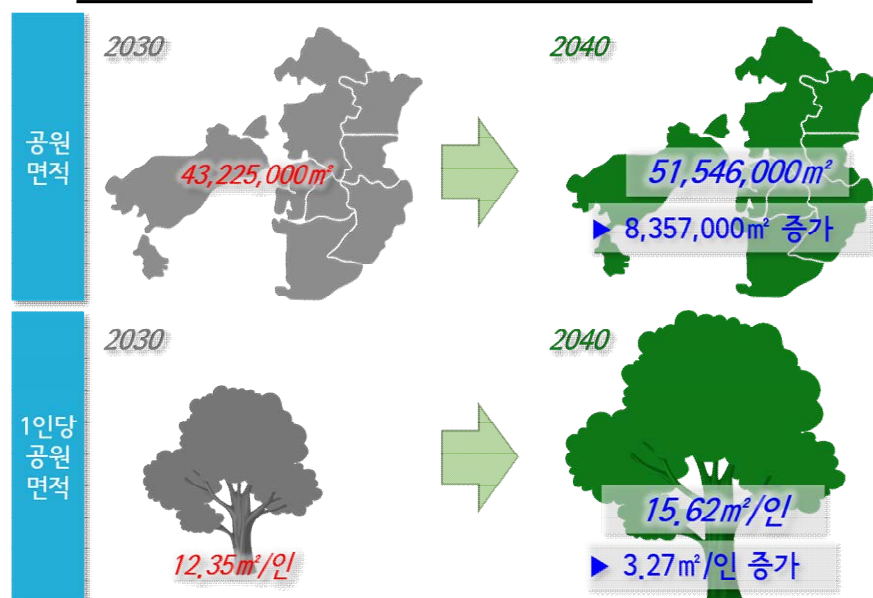 공원
면적
2030
43,225,000㎡
2040
51,546,000㎡
▶ 8,357,000㎡ 증가
1인당
공원
면적
2030
12.35㎡/인
2040
15.62㎡/인
▶ 3.27㎡/인 증가